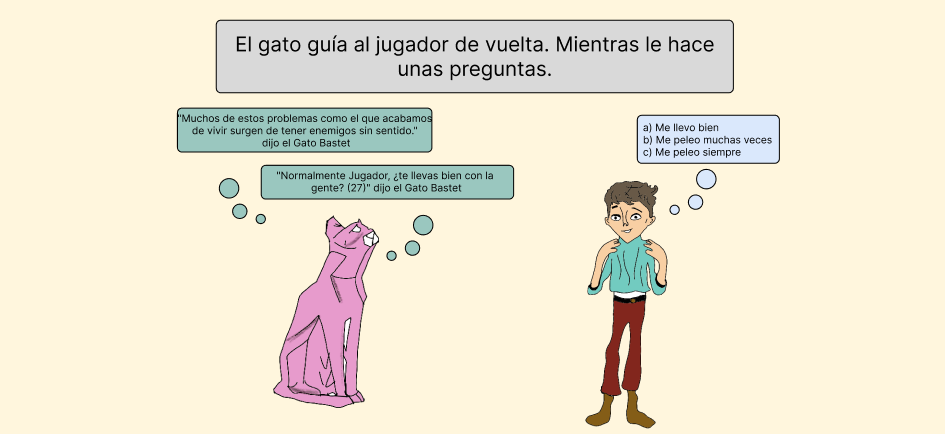 El gato guía al jugador de vuelta. Mientras le hace
unas preguntas.
"Muchos de estos problemas como el que acabamos
de vivir surgen de tener enemigos sin sentido."
dijo el Gato Bastet
"Normalmente Jugador, ¿te llevas bien con la
gente? (27)" dijo el Gato Bastet
a) Me llevo bien
b) Me peleo muchas veces
c) Me peleo siempre